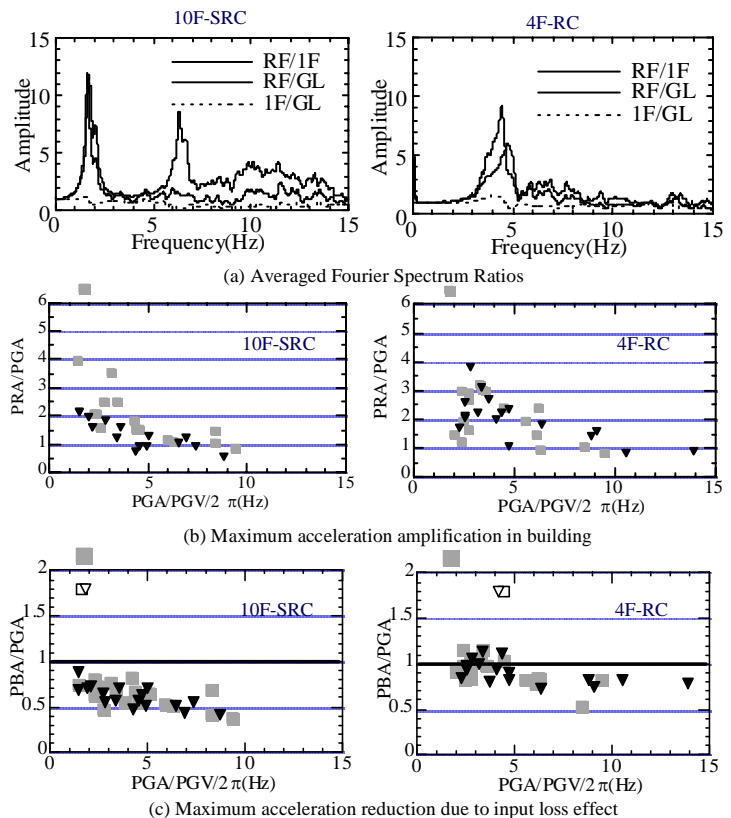 10F-SRC
4F-RC
15
10
5
0
Amplitude
RF/1F
RF/GL
1F/GL
0 5 10 15
Frequency(Hz)
15
10
5
0
Amplitude
RF/1F
RF/GL
1F/GL
0 5 10 15
Frequency(Hz)
(a) Averaged Fourier Spectrum Ratios
6
5
4
3
2
1
0
PRA/PGA
10F-SRC
0 5 10 15
PGA/PGV/2 π(Hz)
6
5
4
3
2
1
0
PRA/PGA
4F-RC
0 5 10 15
PGA/PGV/2 π(Hz)
(b) Maximum acceleration amplification in building
2
1.5
1
0.5
0
PBA/PGA
10F-SRC
0 5 10 15
PGA/PGV/2 π(Hz)
2
1.5
1
0.5
0
PBA/PGA
4F-RC
0 5 10 15
PGA/PGV/2 π(Hz)
(c) Maximum acceleration reduction due to input loss effect